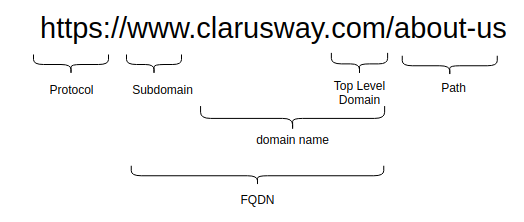 https://www.clarusway.com/about-us
Protocol
Subdomain
Top Level
Domain
Path
domain name
FQDN